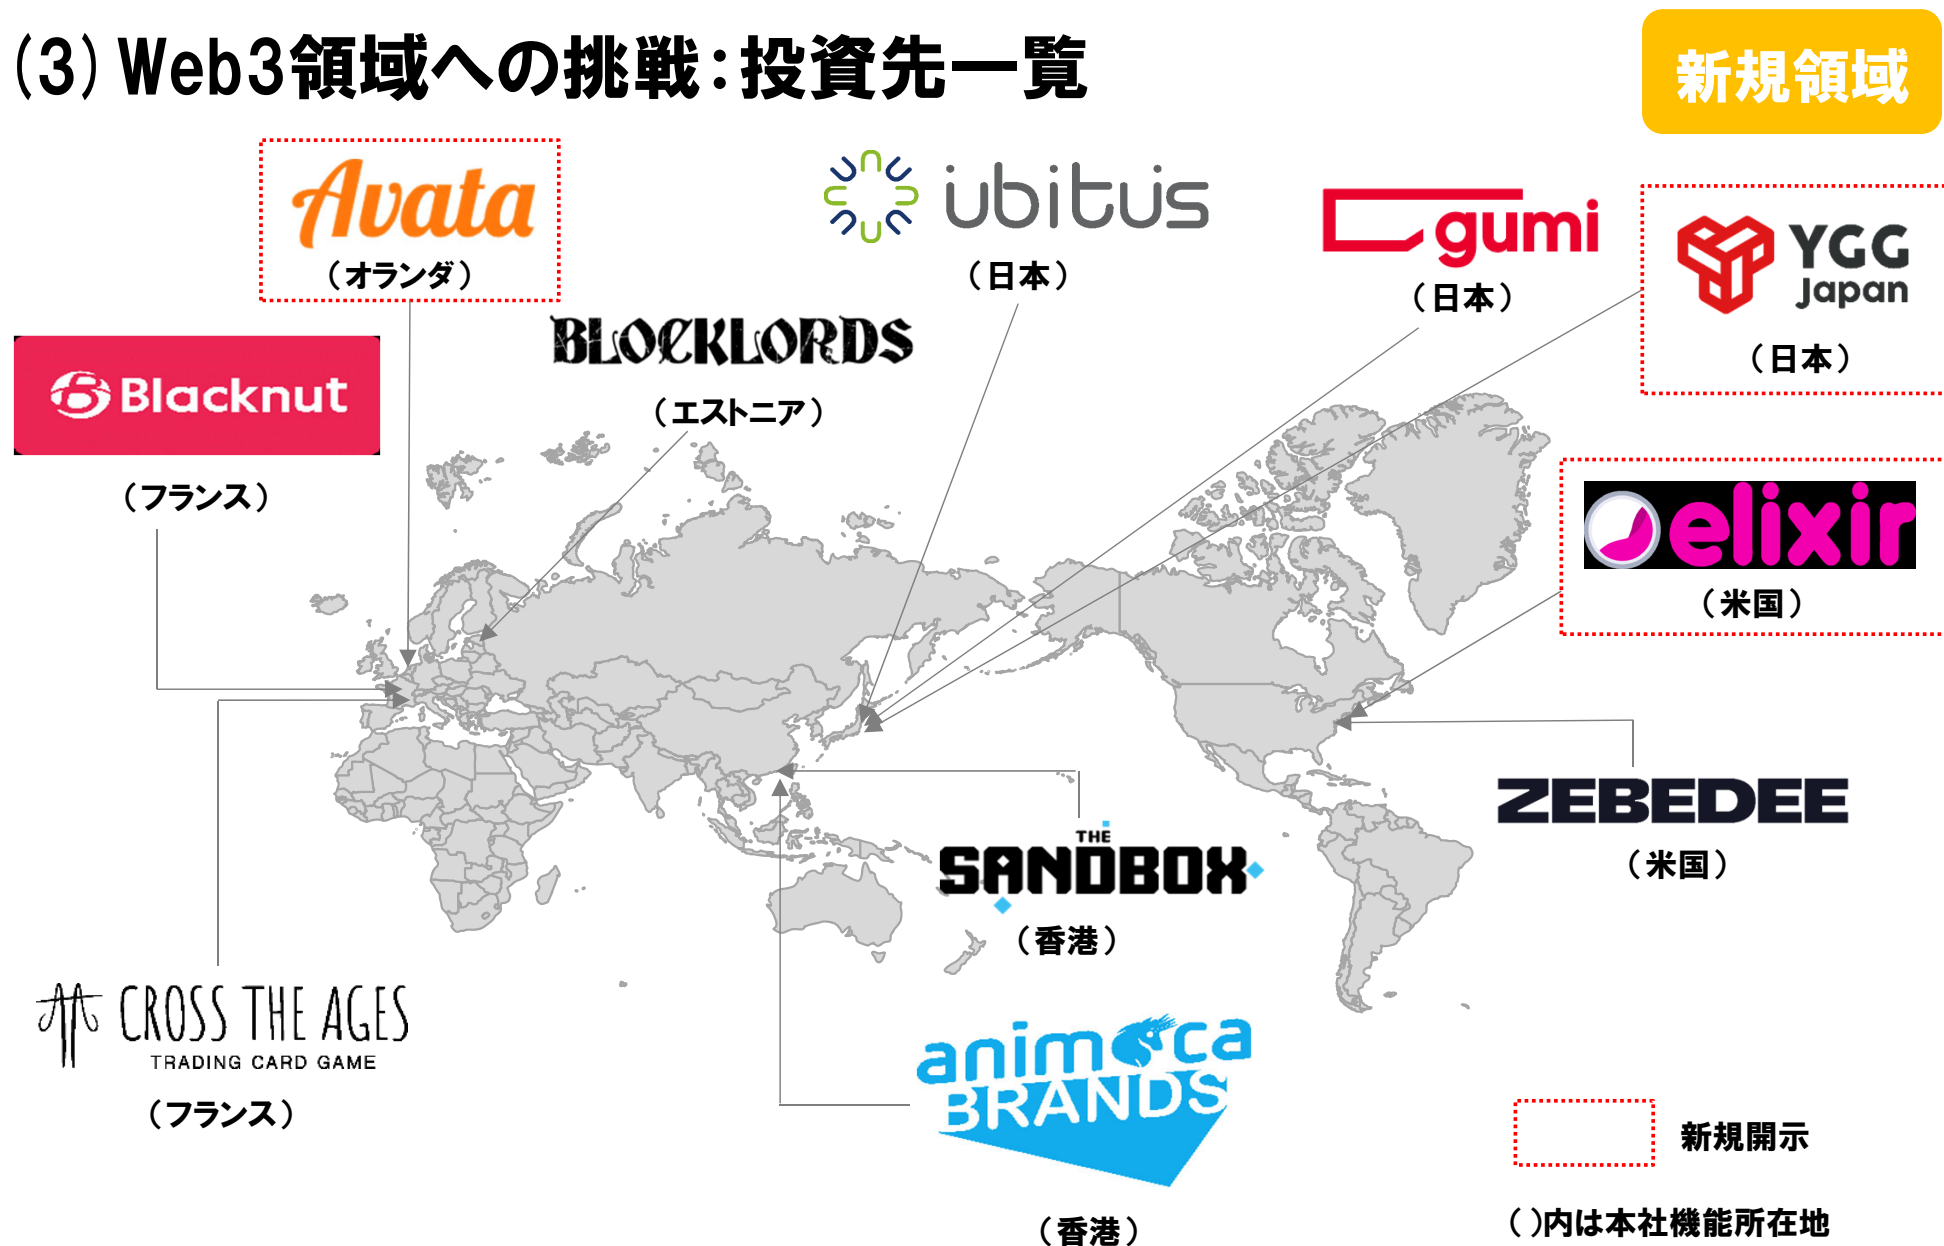 (3) Web3領域への挑戦：投資先一覧
新規領域
Avata
（オランダ）
ubitus
（日本）
gumi
（日本）
YGG
Japan
（日本）
Blacknut
（フランス）
BLOCKLORDS
（エストニア）
elixir
（米国）
ZEBEDEE
（米国）
THE
SANDBOX
（香港）
CROSS THE AGES
TRADING CARD GAME
（フランス）
animoca
BRANDS
（香港）
新規開示
（ ）内は本社機能所在地